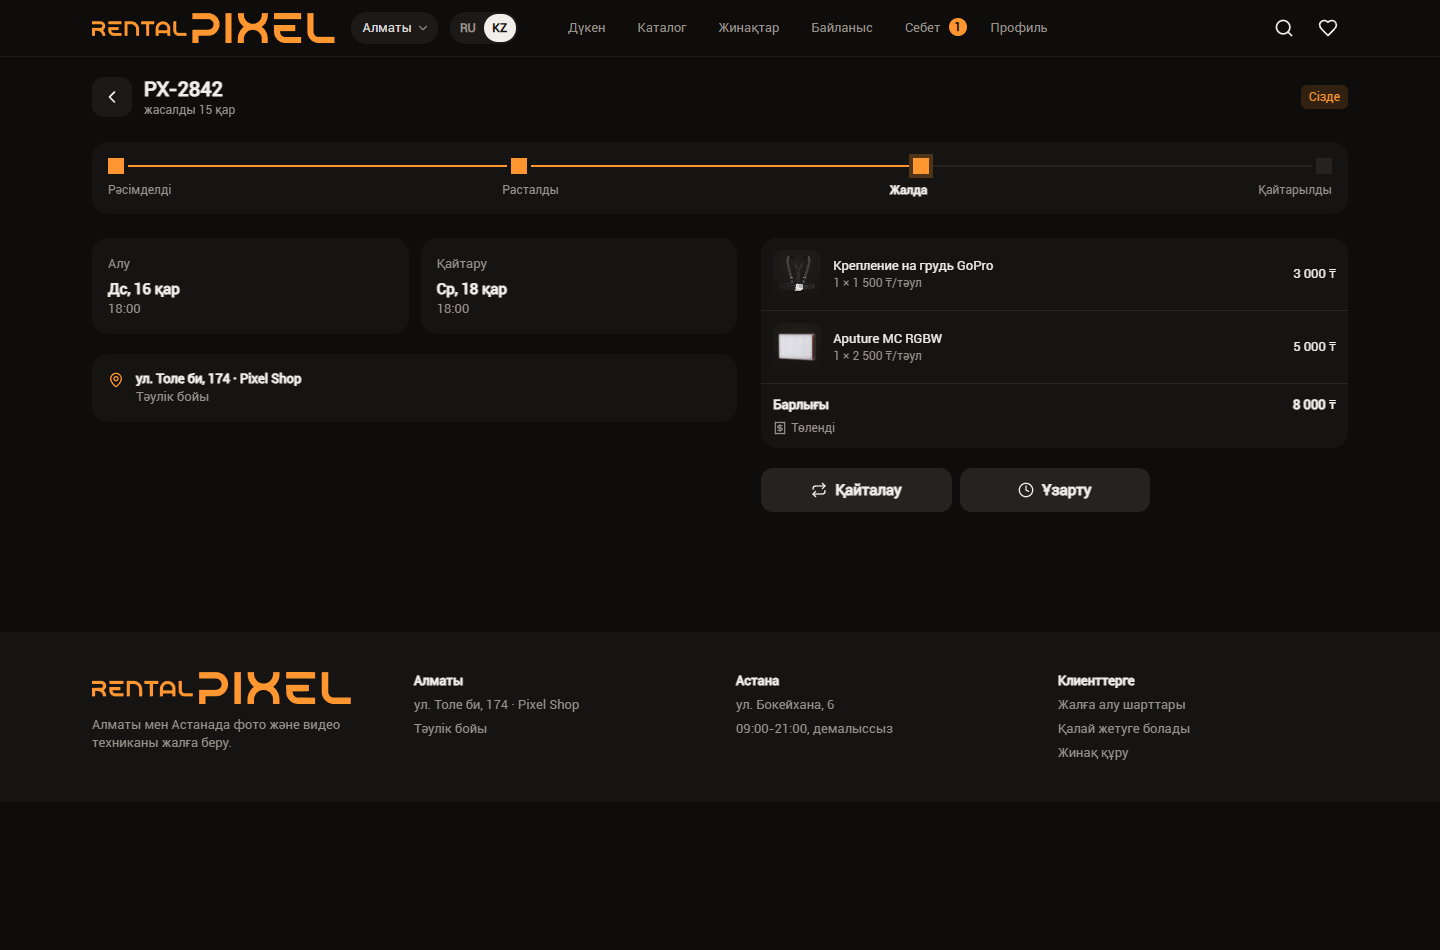 RENTAL PIXEL
Алматы
RU KZ
Дүкен
Каталог
Жинақтар
Байланыс
Себет 1
Профиль
PX-2842
жасалды 15 қар
Сізде
Рәсімделді
Расталды
Жалда
Қайтарылды
Алу
Дс, 16 қар
18:00
Қайтару
Ср, 18 қар
18:00
ул. Толе би, 174 · Pixel Shop
Тәулік бойы
Крепление на грудь GoPro
1 × 1 500 ₸/тәул
3 000 ₸
Aputure MC RGBW
1 × 2 500 ₸/тәул
5 000 ₸
Барлығы
8 000 ₸
Төленді
Қайталау
Ұзарту
RENTAL PIXEL
Алматы мен Астанада фото және видео
техниканы жалға беру.
Алматы
ул. Толе би, 174 · Pixel Shop
Тәулік бойы
Астана
ул. Бокейхана, 6
09:00-21:00, демалыссыз
Клиенттерге
Жалға алу шарттары
Қалай жетуге болады
Жинақ құру